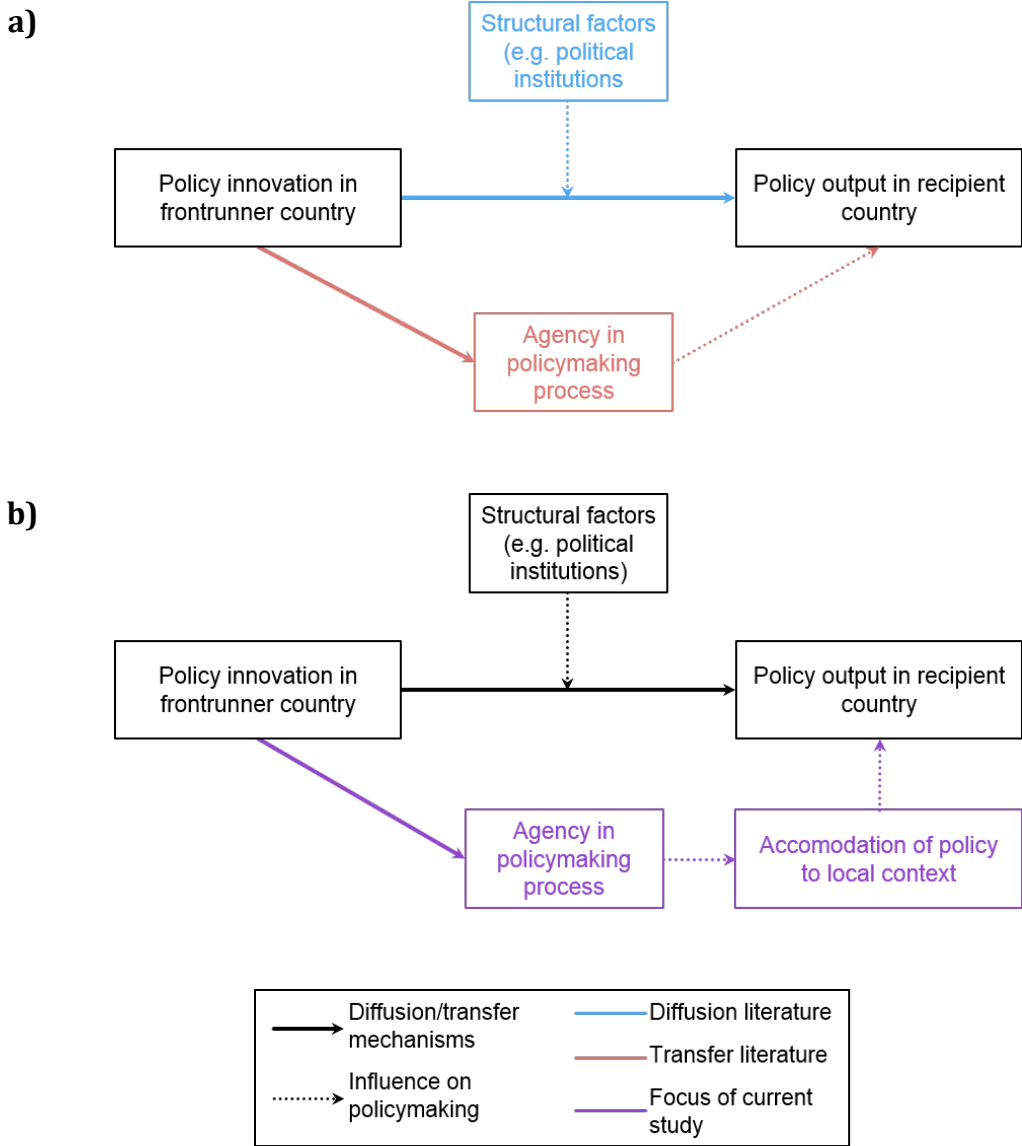 a)
Structural factors
(e.g. political
institutions
Policy innovation in
frontrunner country
Policy output in recipient
country
Agency in
policymaking
process
b)
Structural factors
(e.g. political
institutions)
Policy innovation in
frontrunner country
Policy output in recipient
country
Agency in
policymaking
process
Accomodation of policy
to local context
Diffusion/transfer
mechanisms
Influence on
policymaking
Diffusion literature
Transfer literature
Focus of current
study